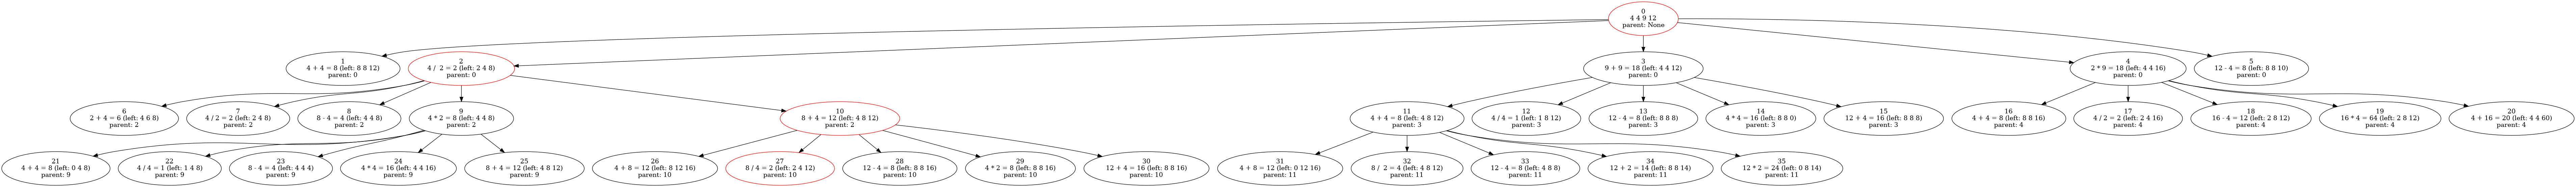 0
4 4 9 12
parent: None
1
4 + 4 = 8 (left: 8 8 12)
parent: 0
2
4 / 2 = 2 (left: 2 4 8)
parent: 0
3
9 + 9 = 18 (left: 4 4 12)
parent: 0
4
2 * 9 = 18 (left: 4 4 16)
parent: 0
5
12 - 4 = 8 (left: 8 8 10)
parent: 0
6
2 + 4 = 6 (left: 4 6 8)
parent: 2
7
4 / 2 = 2 (left: 2 4 8)
parent: 2
8
8 - 4 = 4 (left: 4 4 8)
parent: 2
9
4 * 2 = 8 (left: 4 4 8)
parent: 2
10
8 + 4 = 12 (left: 4 8 12)
parent: 2
11
4 + 4 = 8 (left: 4 8 12)
parent: 3
12
4 / 4 = 1 (left: 1 8 12)
parent: 3
13
12 - 4 = 8 (left: 8 8 8)
parent: 3
14
4 * 4 = 16 (left: 8 8 0)
parent: 3
15
12 + 4 = 16 (left: 8 8 8)
parent: 3
16
4 + 4 = 8 (left: 8 8 16)
parent: 4
17
4 / 2 = 2 (left: 2 4 16)
parent: 4
18
16 - 4 = 12 (left: 2 8 12)
parent: 4
19
16 * 4 = 64 (left: 2 8 12)
parent: 4
20
4 + 16 = 20 (left: 4 4 60)
parent: 4
21
4 + 4 = 8 (left: 0 4 8)
parent: 9
22
4 / 4 = 1 (left: 1 4 8)
parent: 9
23
8 - 4 = 4 (left: 4 4 4)
parent: 9
24
4 * 4 = 16 (left: 4 4 16)
parent: 9
25
8 + 4 = 12 (left: 4 8 12)
parent: 9
26
4 + 8 = 12 (left: 8 12 16)
parent: 10
27
8 / 4 = 2 (left: 2 4 12)
parent: 10
28
12 - 4 = 8 (left: 8 8 16)
parent: 10
29
4 * 2 = 8 (left: 8 8 16)
parent: 10
30
12 + 4 = 16 (left: 8 8 16)
parent: 10
31
4 + 8 = 12 (left: 0 12 16)
parent: 11
32
8 / 2 = 4 (left: 4 8 12)
parent: 11
33
12 - 4 = 8 (left: 4 8 8)
parent: 11
34
12 + 2 = 14 (left: 8 8 14)
parent: 11
35
12 * 2 = 24 (left: 0 8 14)
parent: 11